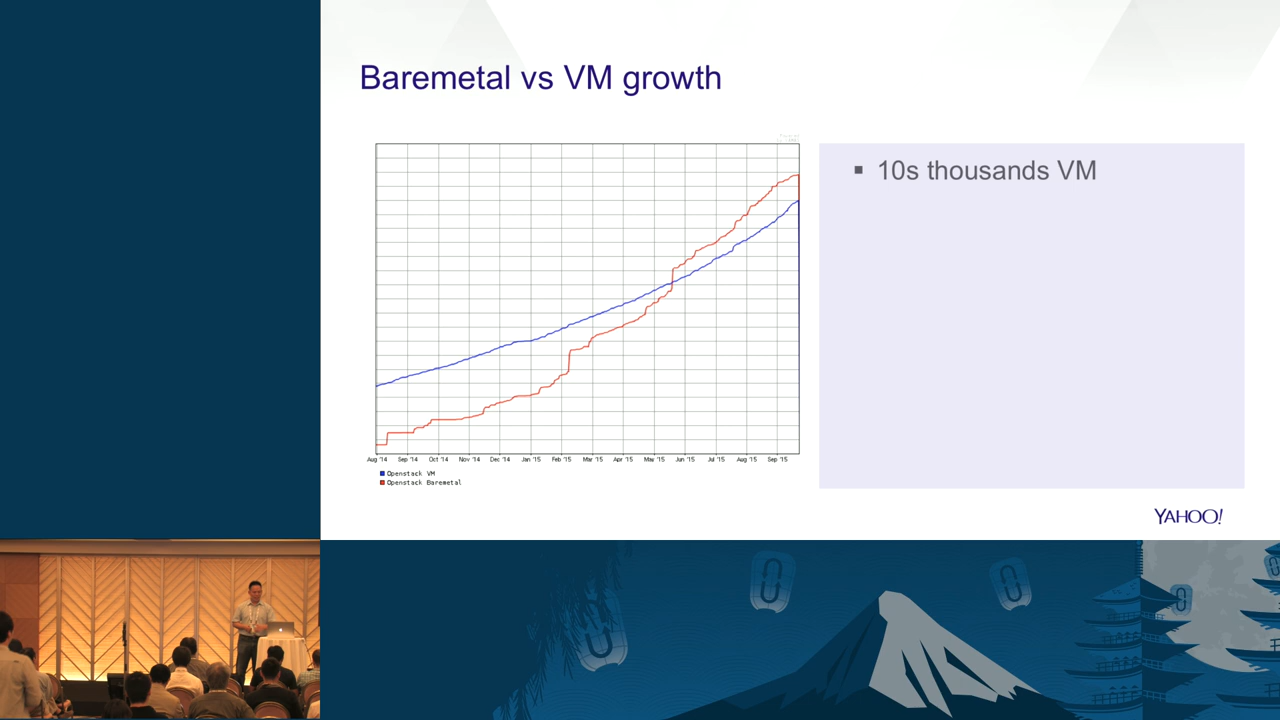 Baremetal vs VM growth
▪ 10s thousands VM
Aug '14 Sep '14 Oct '14 Nov '14 Dec '14 Jan '15 Feb '15 Mar '15 Apr '15 May '15 Jun '15 Jul '15 Aug '15 Sep '15
Openstack VM
Openstack Baremetal
YAHOO!